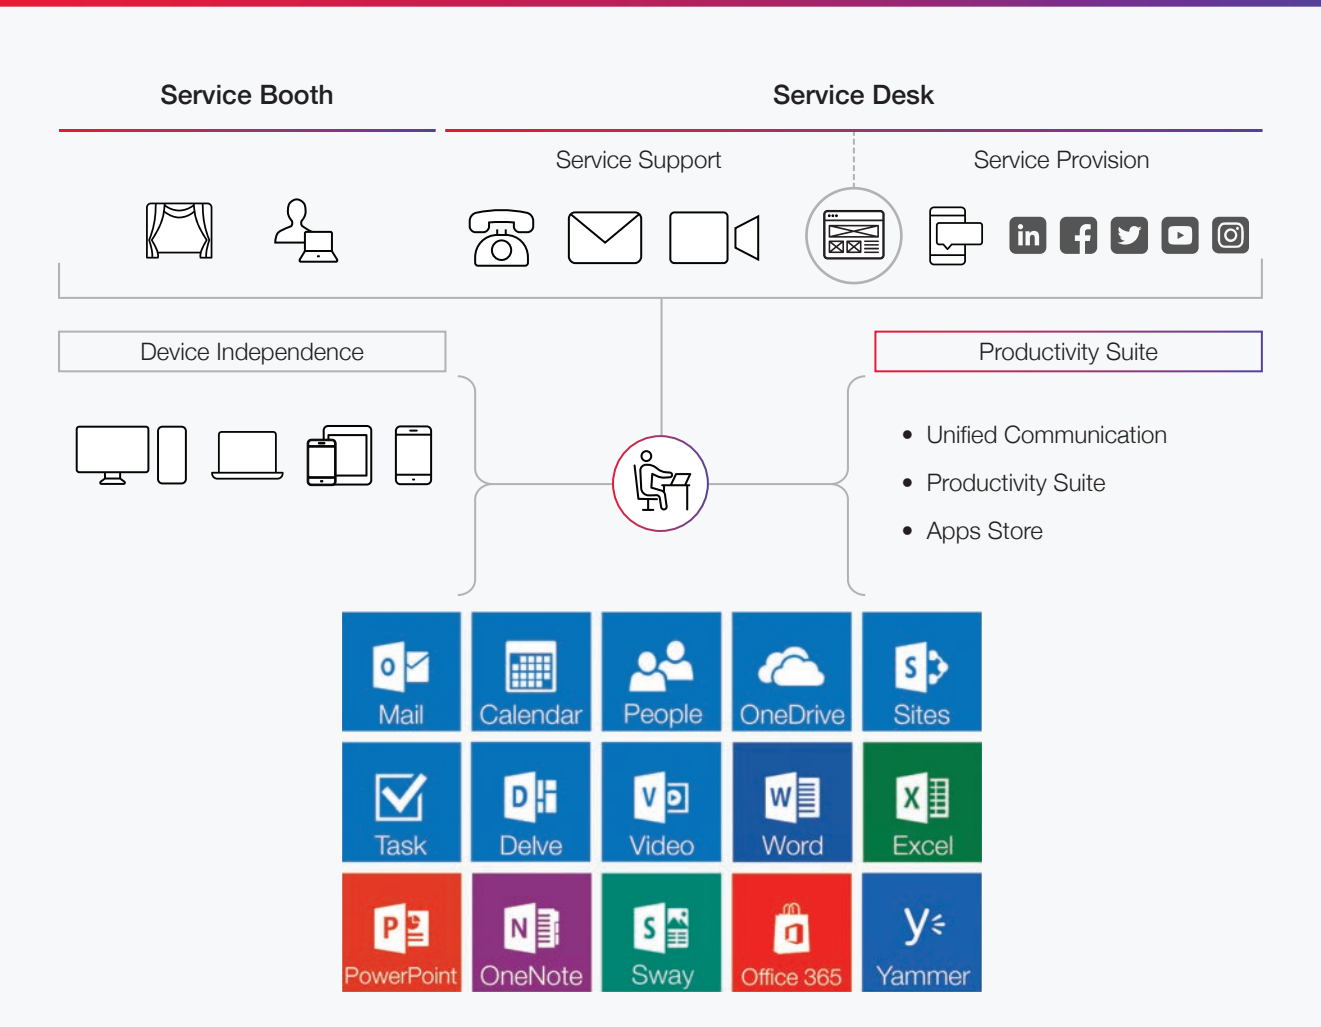 Service Booth
Service Desk
Service Support
Service Provision
in
Device Independence
Productivity Suite
• Unified Communication
• Productivity Suite
• Apps Store
Mail
Calendar
People
OneDrive
Sites
Task
Delve
Video
Word
Excel
PowerPoint
OneNote
Sway
Office 365
Yammer